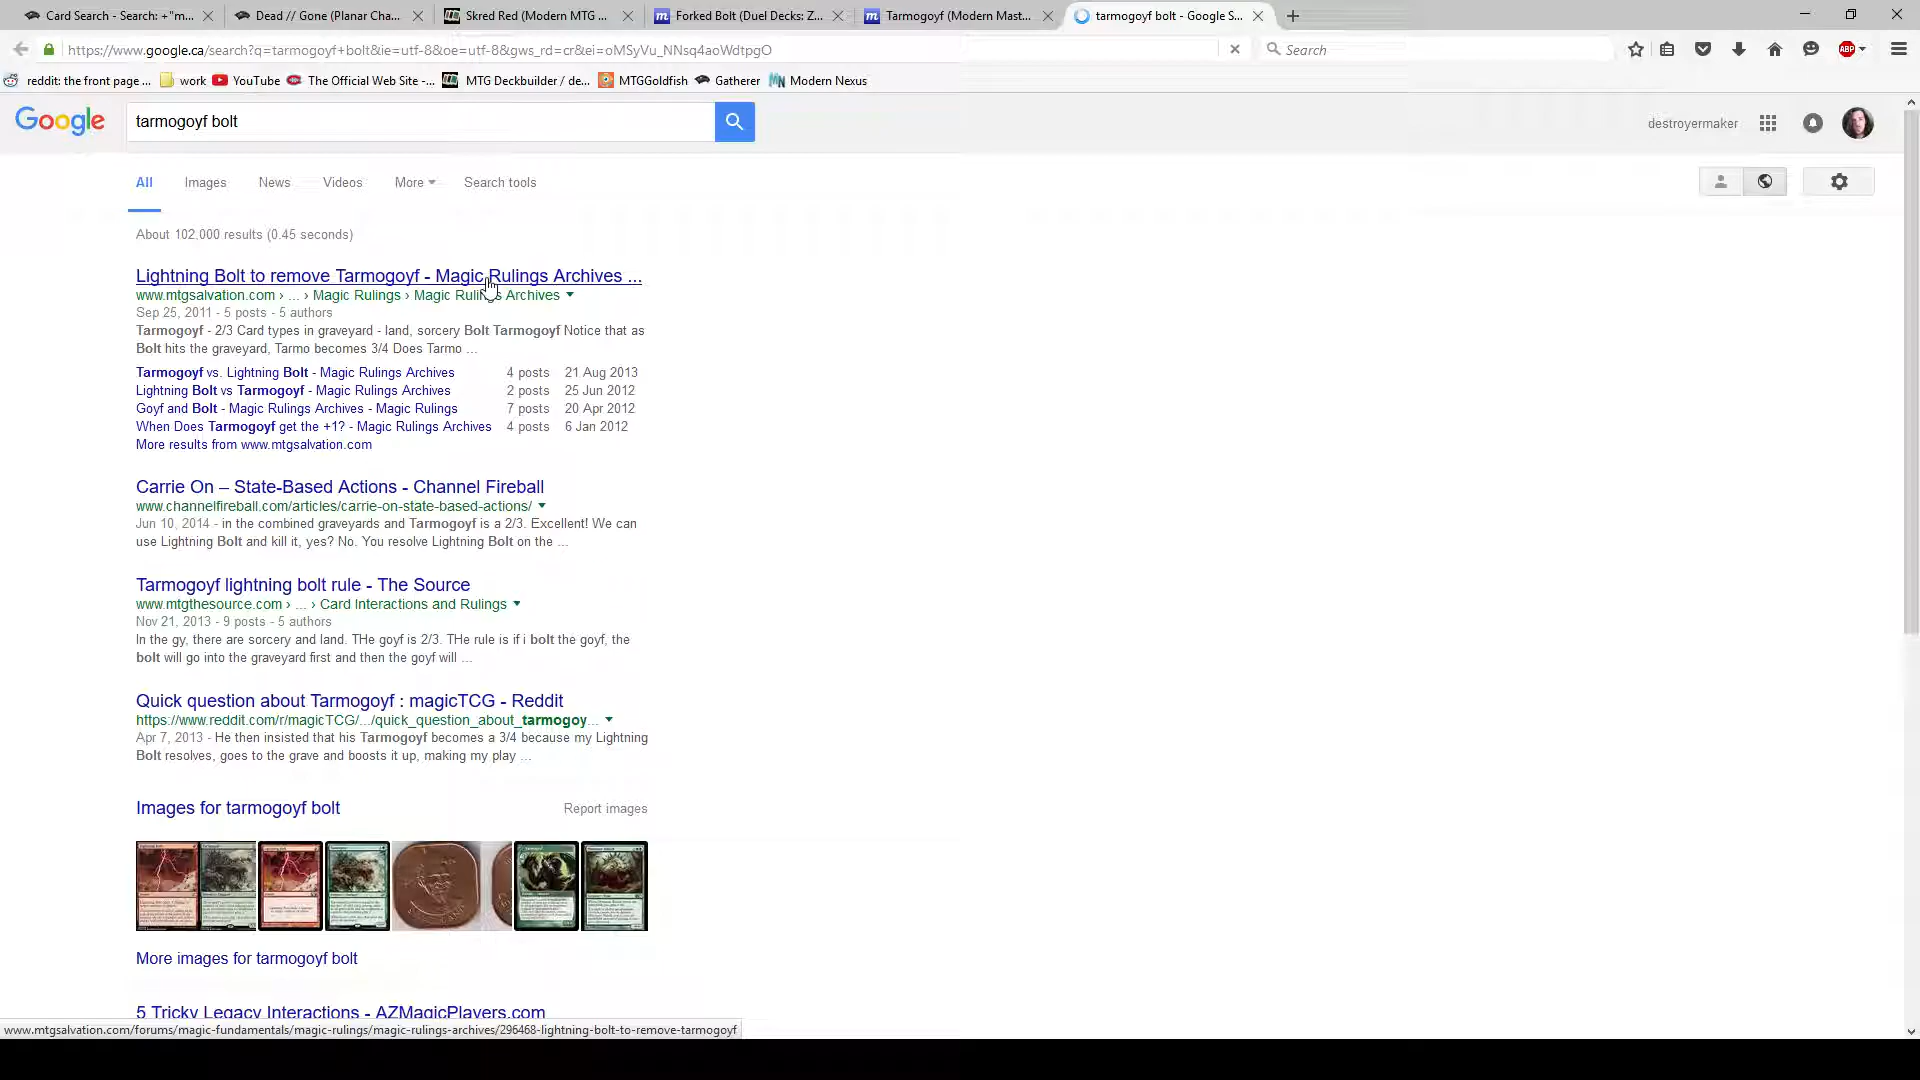 Card Search - Search: +"m...
Dead // Gone (Planar Cha...
Skred Red (Modern MTG ...
Forked Bolt (Duel Decks: Z...
Tarmogoyf (Modern Mast...
tarmogoyf bolt - Google S...
https://www.google.ca/search?q=tarmogoyf+bolt&ie=utf-8&oe=utf-8&gws_rd=cr&ei=oMSyVu_NNsq4aoWdtpgO
Search
ABP
reddit: the front page ...
work
YouTube
The Official Web Site -...
MTG Deckbuilder / de...
MTGGoldfish
Gatherer
Modern Nexus
Google
tarmogoyf bolt
destroyermaker
All
Images
News
Videos
More
Search tools
About 102,000 results (0.45 seconds)
Lightning Bolt to remove Tarmogoyf - Magic Rulings Archives ...
www.mtgsalvation.com › ... › Magic Rulings › Magic Rulings Archives
Sep 25, 2011 - 5 posts - 5 authors
Tarmogoyf - 2/3 Card types in graveyard - land, sorcery Bolt Tarmogoyf Notice that as
Bolt hits the graveyard, Tarmo becomes 3/4 Does Tarmo ...
Tarmogoyf vs. Lightning Bolt - Magic Rulings Archives 4 posts 21 Aug 2013
Lightning Bolt vs Tarmogoyf - Magic Rulings Archives 2 posts 25 Jun 2012
Goyf and Bolt - Magic Rulings Archives - Magic Rulings 7 posts 20 Apr 2012
When Does Tarmogoyf get the +1? - Magic Rulings Archives 4 posts 6 Jan 2012
More results from www.mtgsalvation.com
Carrie On – State-Based Actions - Channel Fireball
www.channelfireball.com/articles/carrie-on-state-based-actions/
Jun 10, 2014 - in the combined graveyards and Tarmogoyf is a 2/3. Excellent! We can
use Lightning Bolt and kill it, yes? No. You resolve Lightning Bolt on the ...
Tarmogoyf lightning bolt rule - The Source
www.mtgthesource.com › ... › Card Interactions and Rulings
Nov 21, 2013 - 9 posts - 5 authors
In the gy, there are sorcery and land. THe goyf is 2/3. THe rule is if i bolt the goyf, the
bolt will go into the graveyard first and then the goyf will ...
Quick question about Tarmogoyf : magicTCG - Reddit
https://www.reddit.com/r/magicTCG/.../quick_question_about_tarmogoy...
Apr 7, 2013 - He then insisted that his Tarmogoyf becomes a 3/4 because my Lightning
Bolt resolves, goes to the grave and boosts it up, making my play ...
Images for tarmogoyf bolt
Report images
More images for tarmogoyf bolt
5 Tricky Legacy Interactions - AZMagicPlayers.com
www.mtgsalvation.com/forums/magic-fundamentals/magic-rulings/magic-rulings-archives/296468-lightning-bolt-to-remove-tarmogoyf